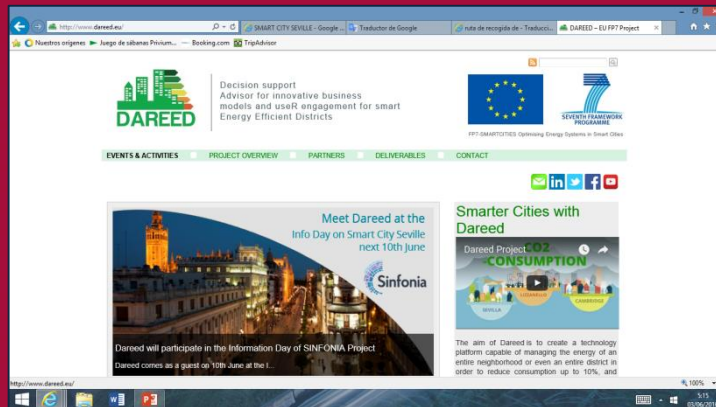 http://www.dareed.eu/
SMART CITY SEVILLE - Google ...
Traductor de Google
ruta de recogida de - Traducci...
DAREED – EU FP7 Project
Nuestros orígenes
Juego de sábanas Privium...
Booking.com
TripAdvisor
DAREED
Decision support
Advisor for innovative business
models and useR engagement for smart
Energy Efficient Districts
SEVENTH FRAMEWORK
PROGRAMME
FP7-SMARTCITIES Optimising Energy Systems in Smart Cities
EVENTS & ACTIVITIES
PROJECT OVERVIEW
PARTNERS
DELIVERABLES
CONTACT
Meet Dareed at the
Info Day on Smart City Seville
next 10th June
Sinfonia
Dareed will participate in the Information Day of SINFONIA Project
Dareed comes as a guest on 10th June at the I...
Smarter Cities with
Dareed
Dareed Project
CO2
CONSUMPTION
SEVILLA
LIZZANELLO
CAMBRIDGE
The aim of Dareed is to create a technology
platform capable of managing the energy of an
entire neighborhood or even an entire district in
order to reduce consumption up to 10%, and
http://www.dareed.eu/
100%
5:15
03/06/2016